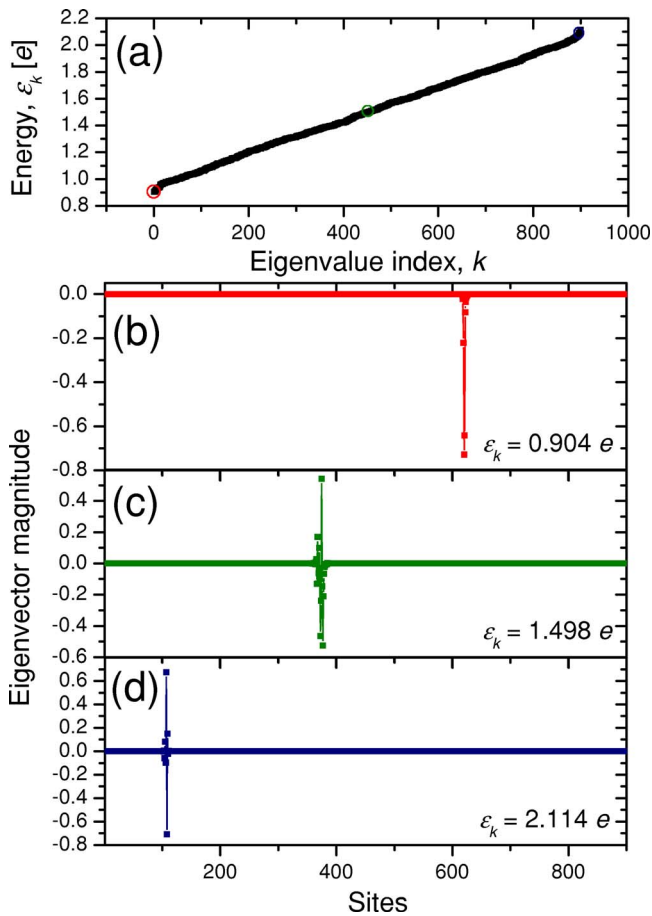 2.2
2.0
1.8
1.6
1.4
1.2
1.0
0.8
Energy, εk [e]
(a)
0 200 400 600 800 1000
Eigenvalue index, k
0.0
-0.2
-0.4
-0.6
-0.8
(b)
εk = 0.904 e
Eigenvector magnitude
0.4
0.2
0.0
-0.2
-0.4
-0.6
(c)
εk = 1.498 e
0.6
0.4
0.2
0.0
-0.2
-0.4
-0.6
-0.8
(d)
εk = 2.114 e
200 400 600 800
Sites